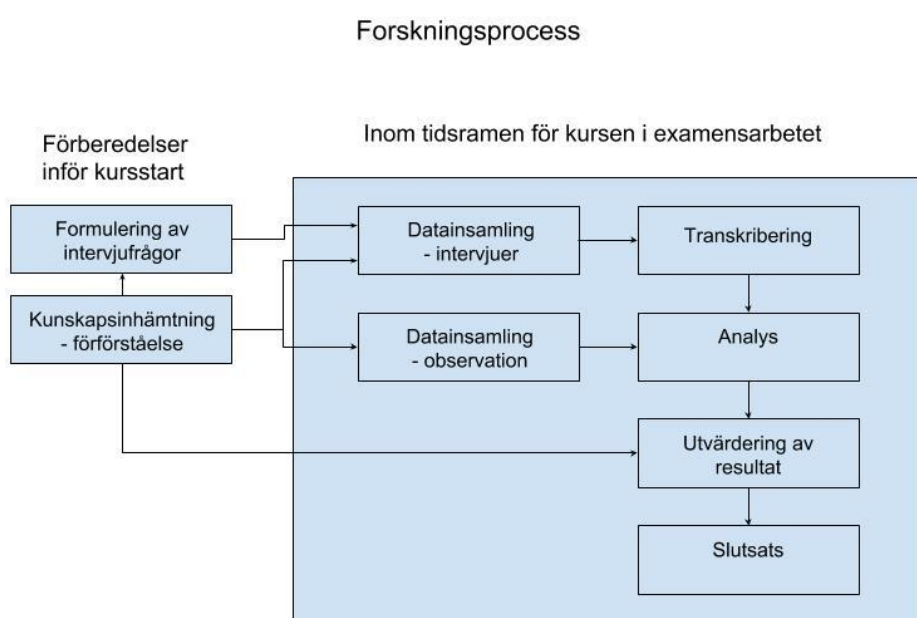 Forskningsprocess
Förberedelser
inför kursstart
Inom tidsramen för kursen i examensarbetet
Formulering av
intervjufrågor
Kunskapsinhämtning
- förförståelse
Datainsamling
- intervjuer
Transkribering
Datainsamling
- observation
Analys
Utvärdering av
resultat
Slutsats